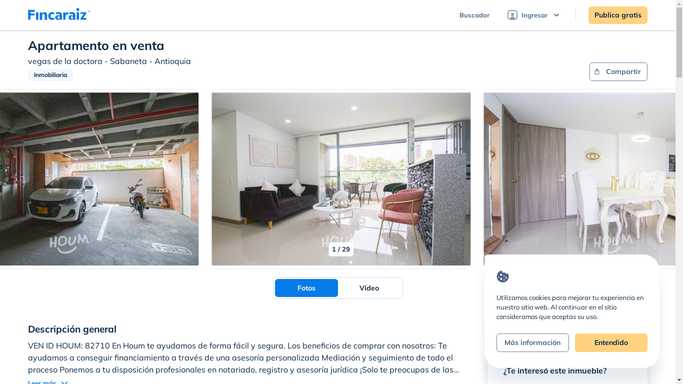 Fincaraiz
Buscador
Ingresar
Publica gratis
Apartamento en venta
vegas de la doctora - Sabaneta - Antioquia
Inmobiliaria
Compartir
HOUM
HOUM
HOUM
1 / 29
Fotos
Video
Descripción general
VEN ID HOUM: 82710 En Houm te ayudamos de forma fácil y segura. Los beneficios de comprar con nosotros: Te
ayudamos a conseguir financiamiento a través de una asesoría personalizada Mediación y seguimiento de todo el
proceso Ponemos a tu disposición profesionales en notariado, registro y asesoría jurídica ¡Solo te preocupas de las...
Leer más
Utilizamos cookies para mejorar tu experiencia en
nuestro sitio web. Al continuar en el sitio
consideramos que aceptas su uso.
Más información
Entendido
¿Te interesó este inmueble?